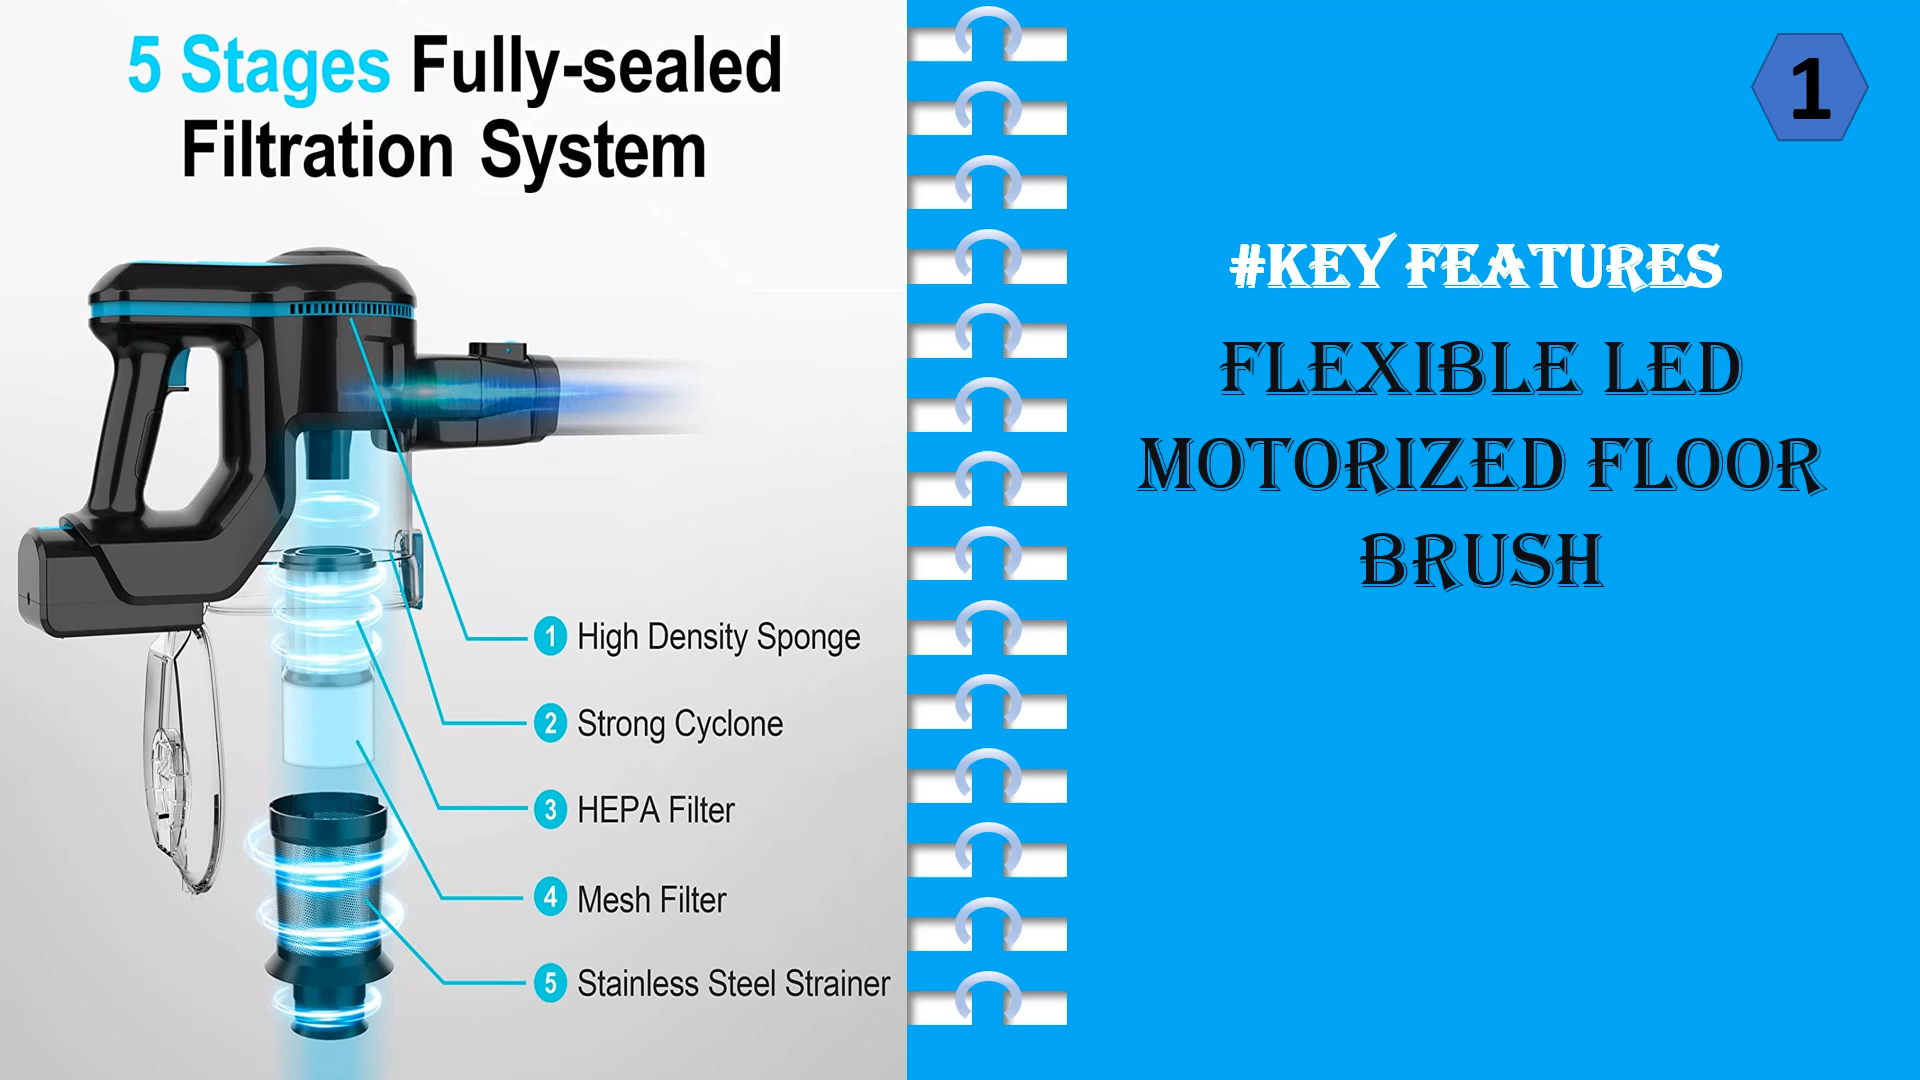 5 Stages Fully-sealed
Filtration System
1 High Density Sponge
2 Strong Cyclone
3 HEPA Filter
4 Mesh Filter
5 Stainless Steel Strainer
1
#KEY FEATURES
FLEXIBLE LED
MOTORIZED FLOOR
BRUSH